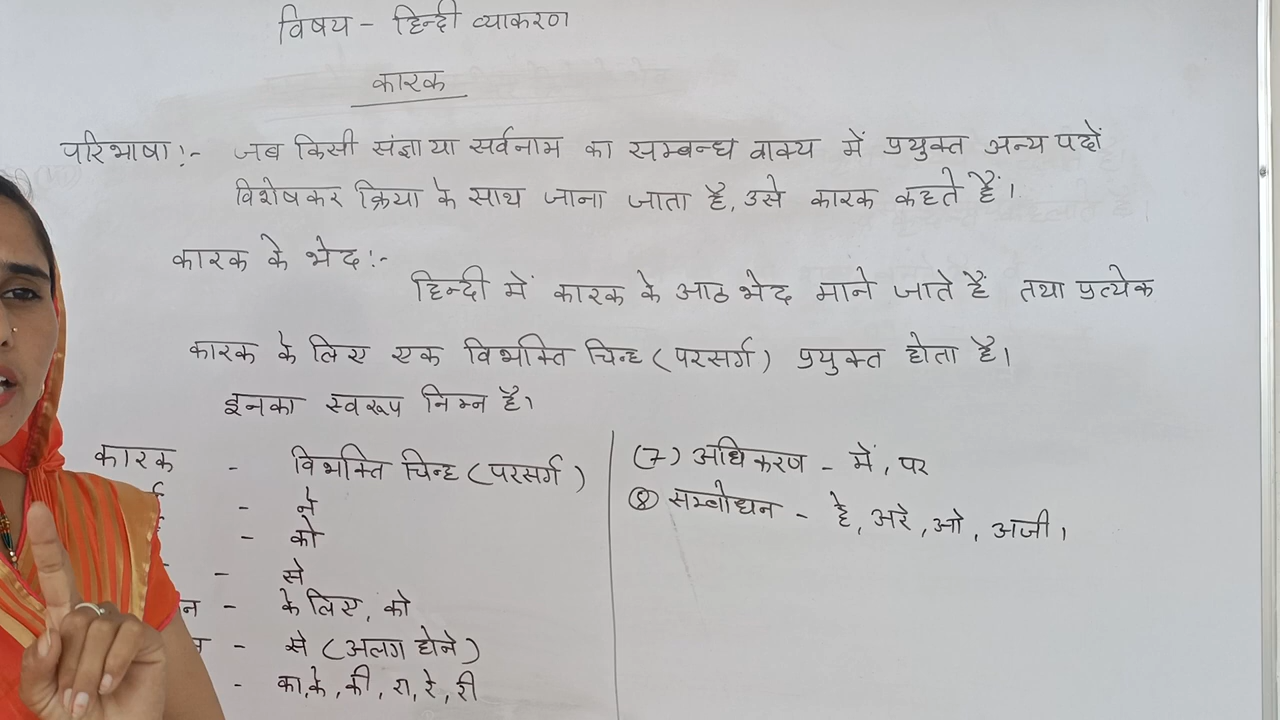 विषय - हिन्दी व्याकरण
कारक
परिभाषा:- जब किसी संज्ञा या सर्वनाम का सम्बन्ध वाक्य में प्रयुक्त अन्य पदों
विशेषकर क्रिया के साथ जाना जाता है, उसे कारक कहते हैं।
कारक के भेद:-
हिन्दी में कारक के आठ भेद माने जाते हैं तथा प्रत्येक
कारक के लिए एक विभक्ति चिन्ह (परसर्ग) प्रयुक्त होता है।
इनका स्वरूप निम्न है।
कारक - विभक्ति चिन्ह (परसर्ग)
- ने
- को
- से
न - के लिए, को
- से (अलग होने)
- का, के, की, रा, रे, री
(7) अधिकरण - में, पर
(8) सम्बोधन - हे, अरे, ओ, अजी।